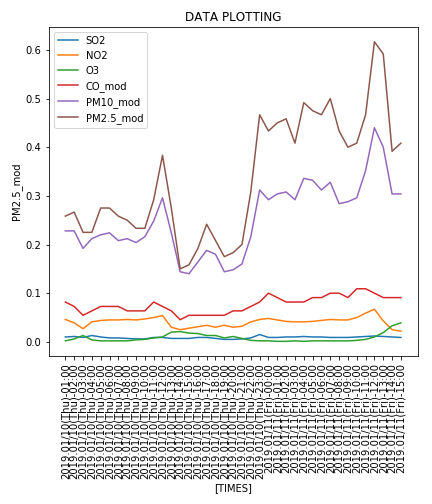 DATA PLOTTING
SO2
NO2
O3
CO_mod
PM10_mod
PM2.5_mod
PM2.5_mod
0.6
0.5
0.4
0.3
0.2
0.1
0.0
2019.01/10(Thu)-01:00
2019.01/10(Thu)-02:00
2019.01/10(Thu)-03:00
2019.01/10(Thu)-04:00
2019.01/10(Thu)-05:00
2019.01/10(Thu)-06:00
2019.01/10(Thu)-07:00
2019.01/10(Thu)-08:00
2019.01/10(Thu)-09:00
2019.01/10(Thu)-10:00
2019.01/10(Thu)-11:00
2019.01/10(Thu)-12:00
2019.01/10(Thu)-13:00
2019.01/10(Thu)-14:00
2019.01/10(Thu)-15:00
2019.01/10(Thu)-16:00
2019.01/10(Thu)-17:00
2019.01/10(Thu)-18:00
2019.01/10(Thu)-19:00
2019.01/10(Thu)-20:00
2019.01/10(Thu)-21:00
2019.01/10(Thu)-22:00
2019.01/10(Thu)-23:00
2019.01/11(Fri)-00:00
2019.01/11(Fri)-01:00
2019.01/11(Fri)-02:00
2019.01/11(Fri)-03:00
2019.01/11(Fri)-04:00
2019.01/11(Fri)-05:00
2019.01/11(Fri)-06:00
2019.01/11(Fri)-07:00
2019.01/11(Fri)-08:00
2019.01/11(Fri)-09:00
2019.01/11(Fri)-10:00
2019.01/11(Fri)-11:00
2019.01/11(Fri)-12:00
2019.01/11(Fri)-13:00
2019.01/11(Fri)-14:00
2019.01/11(Fri)-15:00
[TIMES]